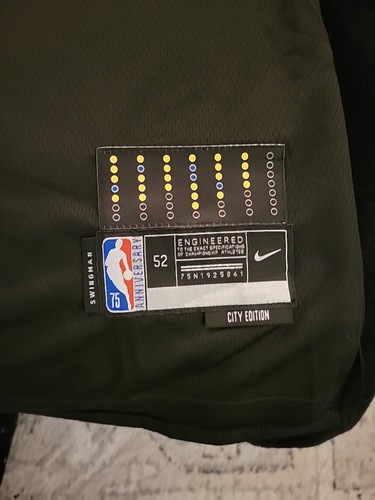 SWINGMAN
75
ANNIVERSARY
52
ENGINEERED
TO THE EXACT SPECIFICATIONS
OF CHAMPIONSHIP ATHLETES
75N1925841
CITY EDITION